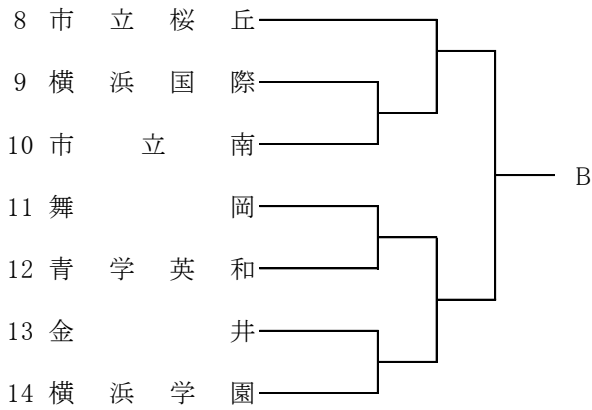 8 市立桜丘
9 横浜国際
10 市立南
11 舞岡
B
12 青学英和
13 金井
14 横浜学園